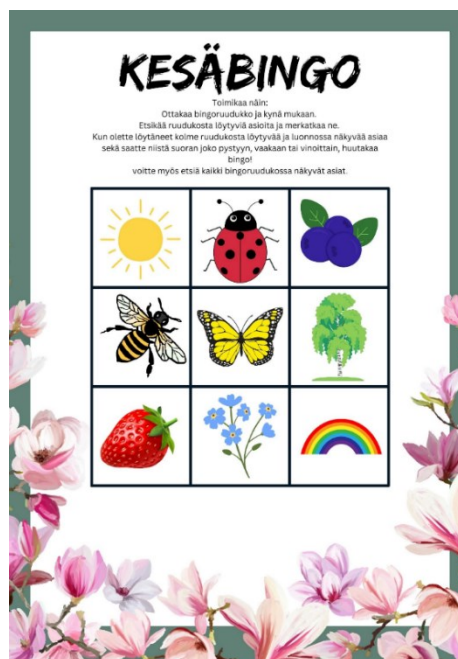 KESÄBINGO
Toimikaa näin:
Ottakaa bingoruudukko ja kynä mukaan.
Etsikää ruudukosta löytyviä asioita ja merkatkaa ne.
Kun olette löytäneet kolme ruudukosta löytyvää ja luonnossa näkyvää asiaa
sekä saatte niistä suoran joko pystyyn, vaakaan tai vinoittain, huutakaa
bingo!
voitte myös etsiä kaikki bingoruudukossa näkyvät asiat.